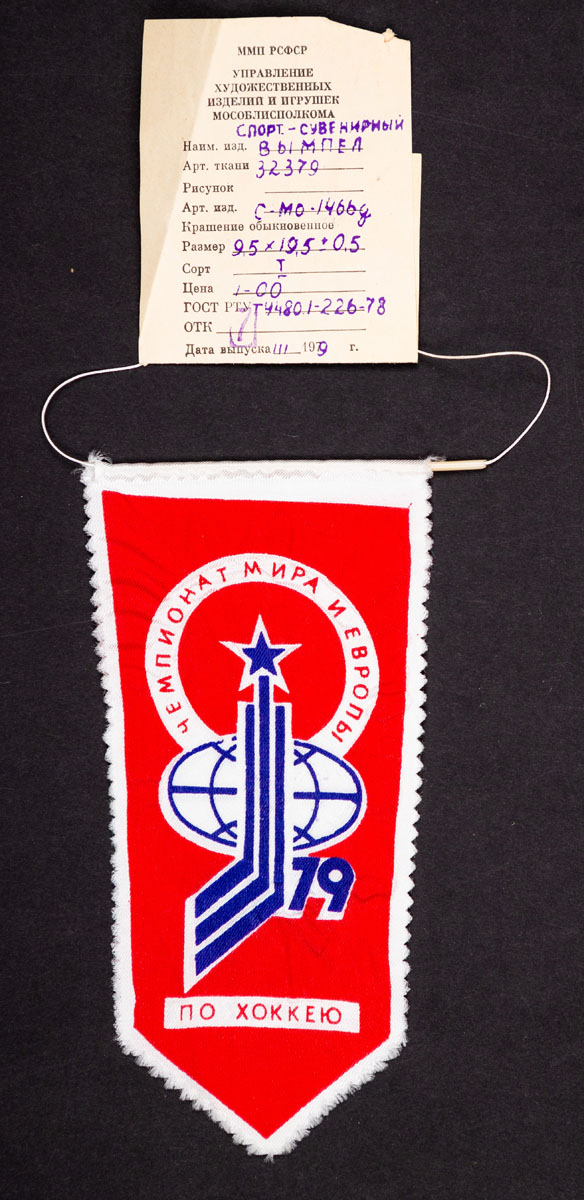 ММП РСФСР
УПРАВЛЕНИЕ
ХУДОЖЕСТВЕННЫХ
ИЗДЕЛИЙ И ИГРУШЕК
МОСОБЛИСПОЛКОМА
СПОРТ.-СУВЕНИРНЫЙ
Наим. изд. ВЫМПЕЛ
Арт. ткани 32379
Рисунок
Арт. изд. С-МО-1466д
Крашение обыкновенное
Размер 9,5×19,5±0,5
Сорт I
Цена 1-00
ГОСТ РТУ ТУ4801-226-78
ОТК
Дата выпуска III 1979 г.
ЧЕМПИОНАТ МИРА И ЕВРОПЫ
79
ПО ХОККЕЮ